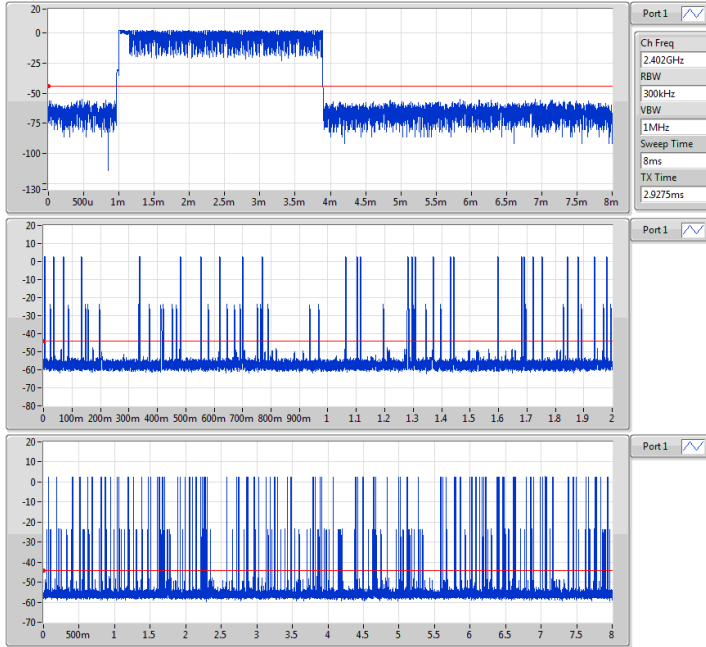 Port 1
20
0
-25
-50
-75
-100
-130
0 500u 1m 1.5m 2m 2.5m 3m 3.5m 4m 4.5m 5m 5.5m 6m 6.5m 7m 7.5m 8m
Ch Freq
2.402GHz
RBW
300kHz
VBW
1MHz
Sweep Time
8ms
TX Time
2.9275ms
Port 1
20
10
0
-10
-20
-30
-40
-50
-60
-70
-80
0 100m 200m 300m 400m 500m 600m 700m 800m 900m 1 1.1 1.2 1.3 1.4 1.5 1.6 1.7 1.8 1.9 2
Port 1
20
10
0
-10
-20
-30
-40
-50
-60
-70
0 500m 1 1.5 2 2.5 3 3.5 4 4.5 5 5.5 6 6.5 7 7.5 8